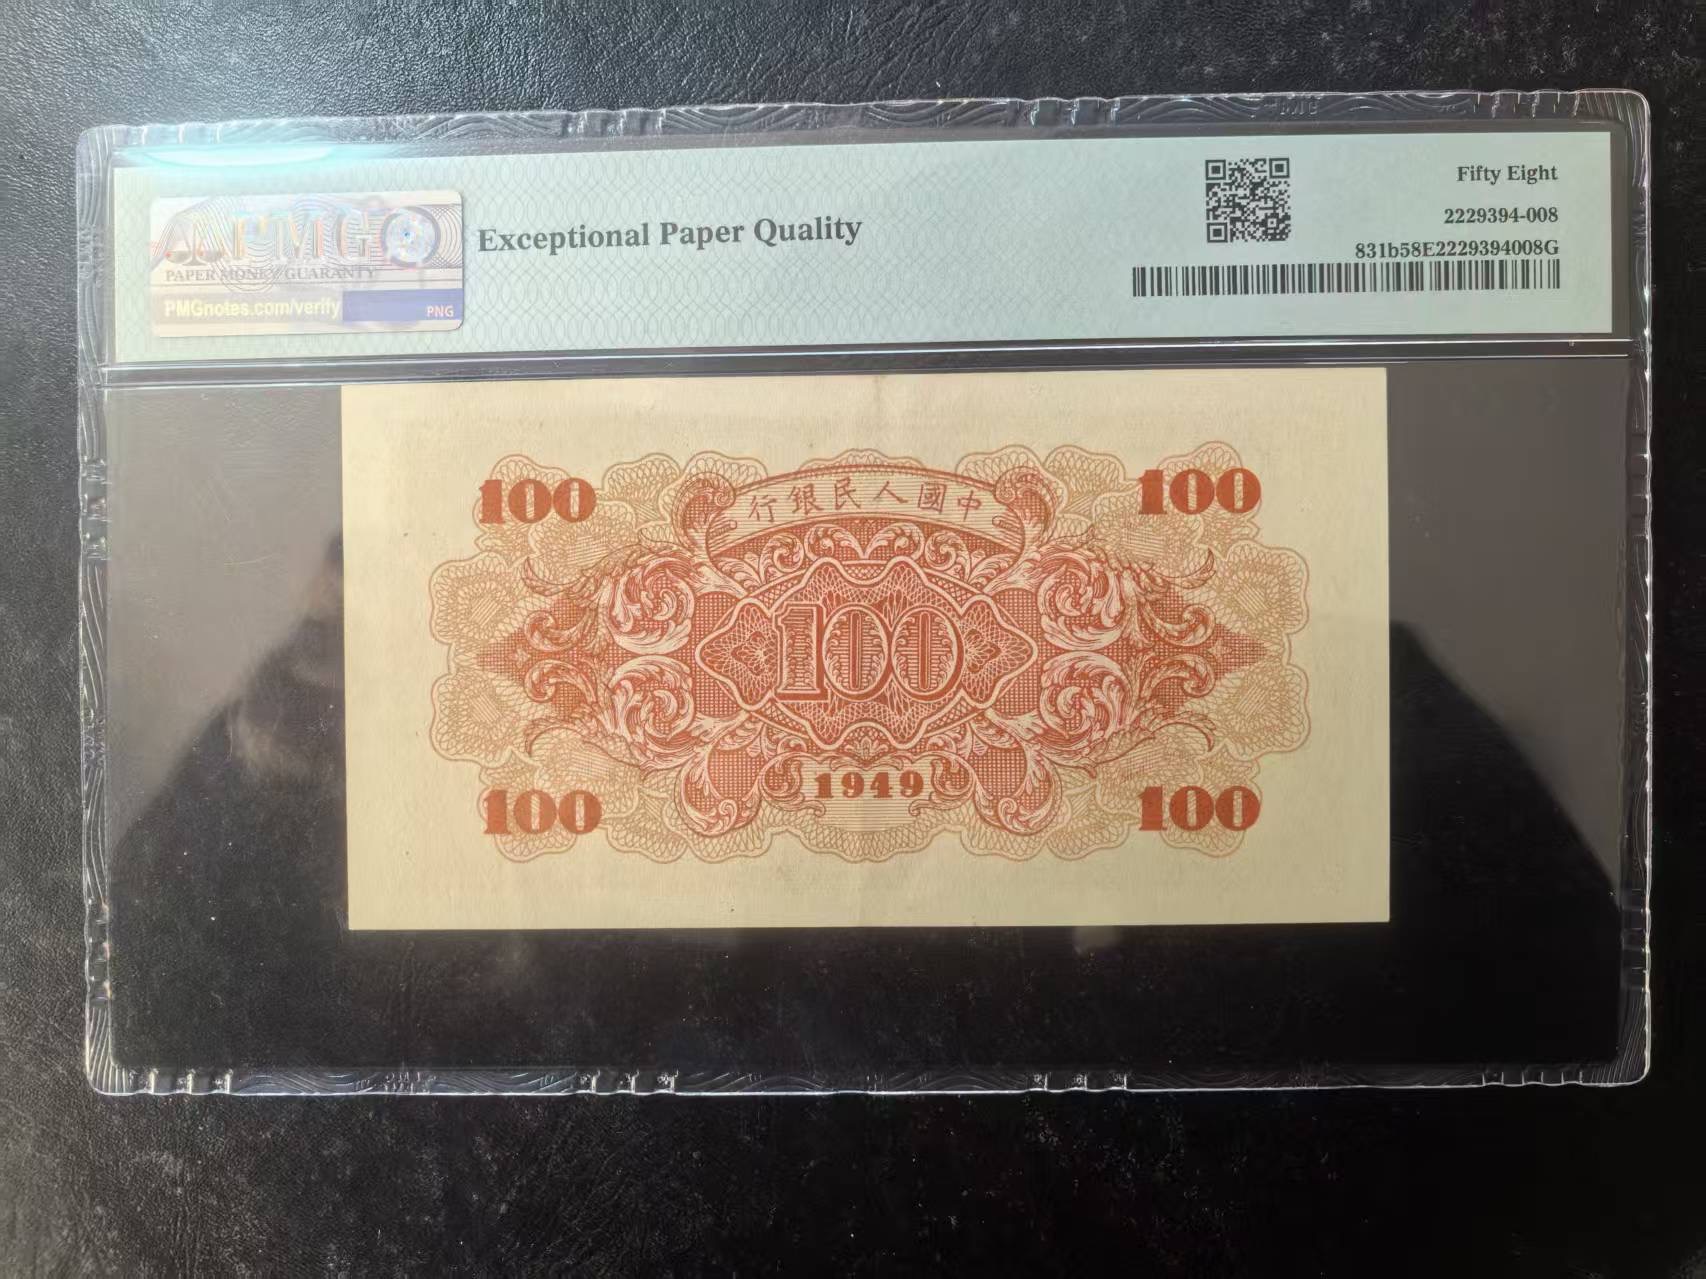 PMG
PAPER MONEY GUARANTY
PMGnotes.com/verify
PNG
Exceptional Paper Quality
Fifty Eight
2229394-008
831b58E2229394008G
100
行銀民人國中
100
100
1949
100
100